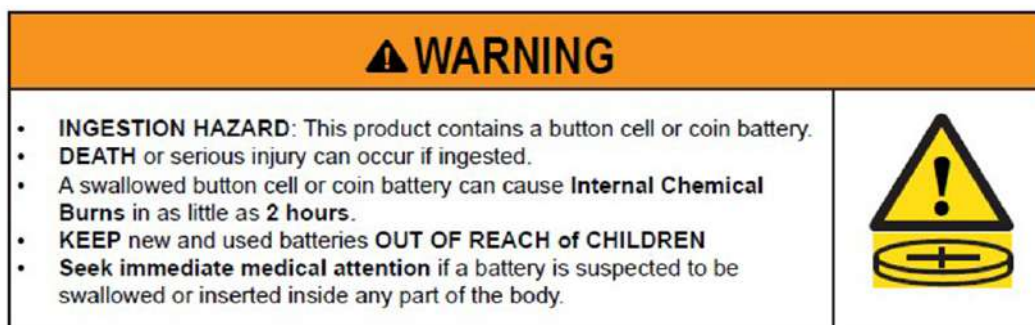 ⚠WARNING
• INGESTION HAZARD: This product contains a button cell or coin battery.
• DEATH or serious injury can occur if ingested.
• A swallowed button cell or coin battery can cause Internal Chemical
Burns in as little as 2 hours.
• KEEP new and used batteries OUT OF REACH of CHILDREN
• Seek immediate medical attention if a battery is suspected to be
swallowed or inserted inside any part of the body.